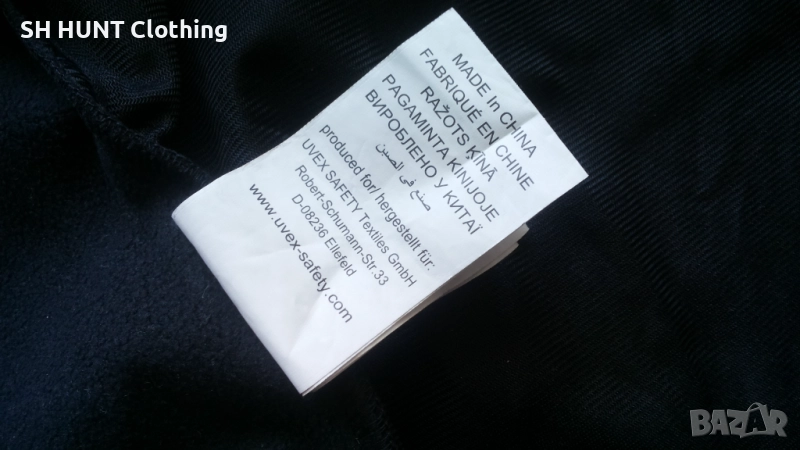 SH HUNT Clothing
MADE in CHINA
FABRIQUÉ EN CHINE
RAŽOTS ĶĪNĀ
PAGAMINTA KINIJOJE
ВИРОБЛЕНО У КИТАЇ
صنع في الصين
produced for/ hergestellt für:
UVEX SAFETY Textiles GmbH
Robert-Schumann-Str.33
D-08236 Ellefeld
www.uvex-safety.com
BAZAR